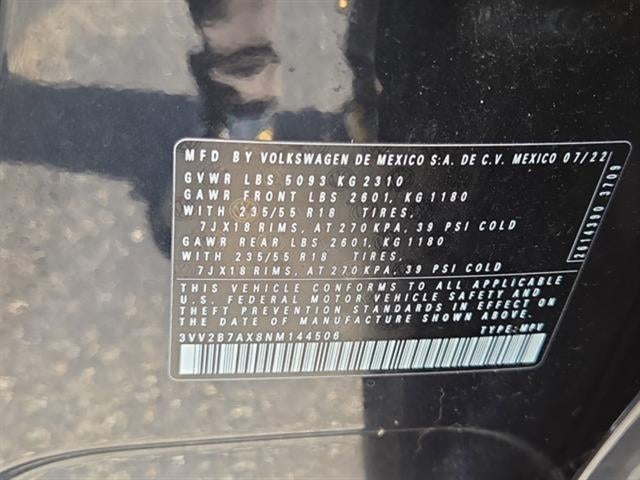 MFD BY VOLKSWAGEN DE MEXICO S.A. DE C.V. MEXICO 07/22
GVWR LBS 5093 KG 2310
GAWR FRONT LBS 2601, KG 1180
WITH 235/55 R18 TIRES,
7JX18 RIMS, AT 270 KPA, 39 PSI COLD
GAWR REAR LBS 2601, KG 1180
WITH 235/55 R18 TIRES,
7JX18 RIMS, AT 270 KPA, 39 PSI COLD
THIS VEHICLE CONFORMS TO ALL APPLICABLE
U.S. FEDERAL MOTOR VEHICLE SAFETY AND
THEFT PREVENTION STANDARDS IN EFFECT ON
THE DATE OF MANUFACTURE SHOWN ABOVE.
3VV2B7AX8NM144506 TYPE: MPV
3709